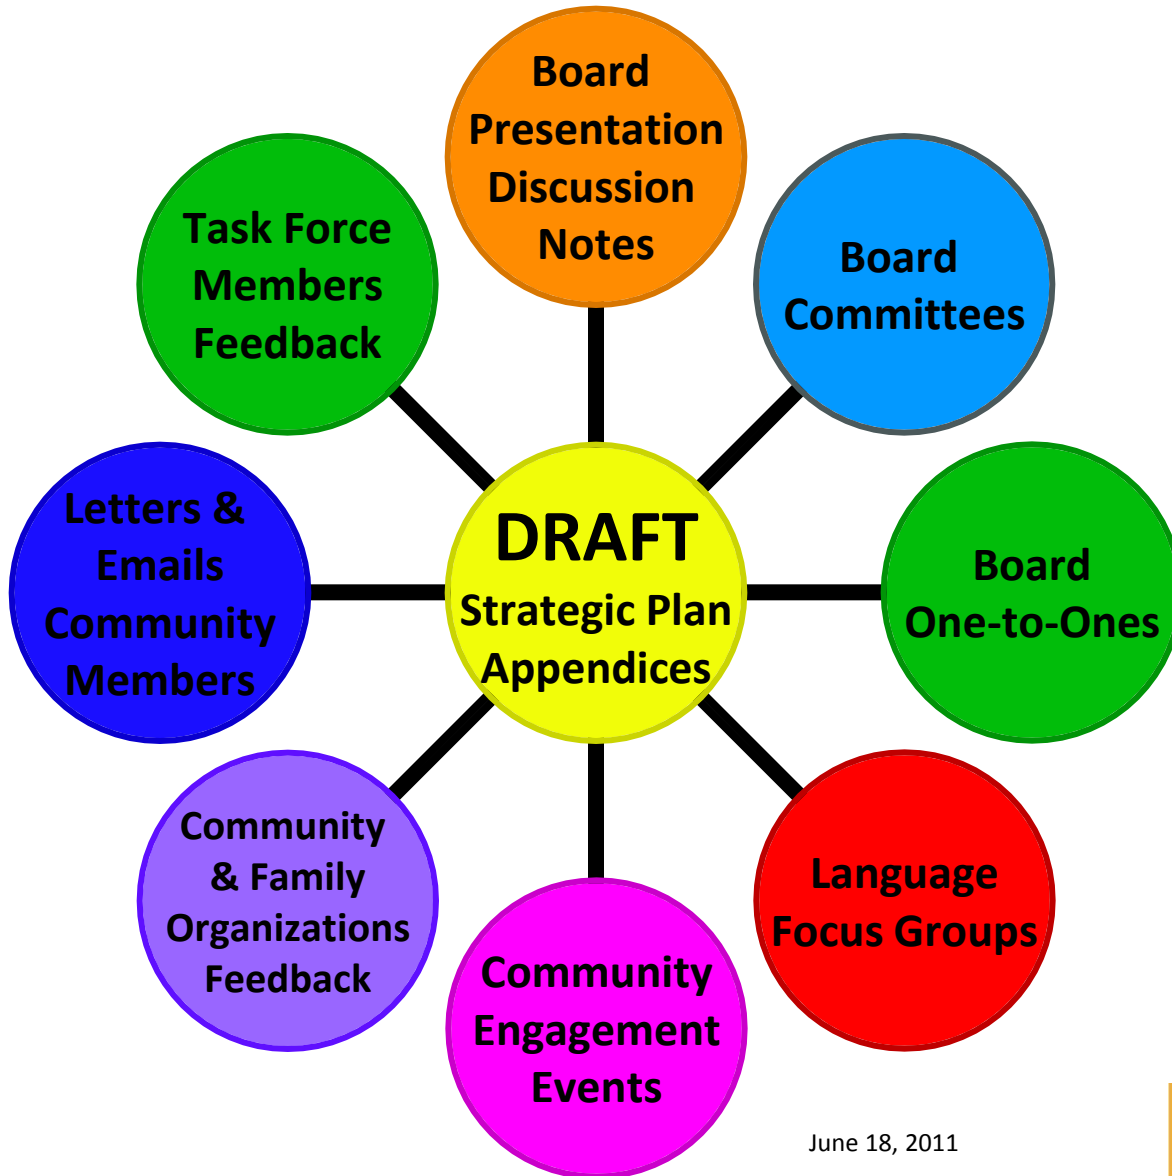 Board
Presentation
Discussion
Notes
Task Force
Members
Feedback
Board
Committees
Letters &
Emails
Community
Members
DRAFT
Strategic Plan
Appendices
Board
One-to-Ones
Community
& Family
Organizations
Feedback
Language
Focus Groups
Community
Engagement
Events
June 18, 2011